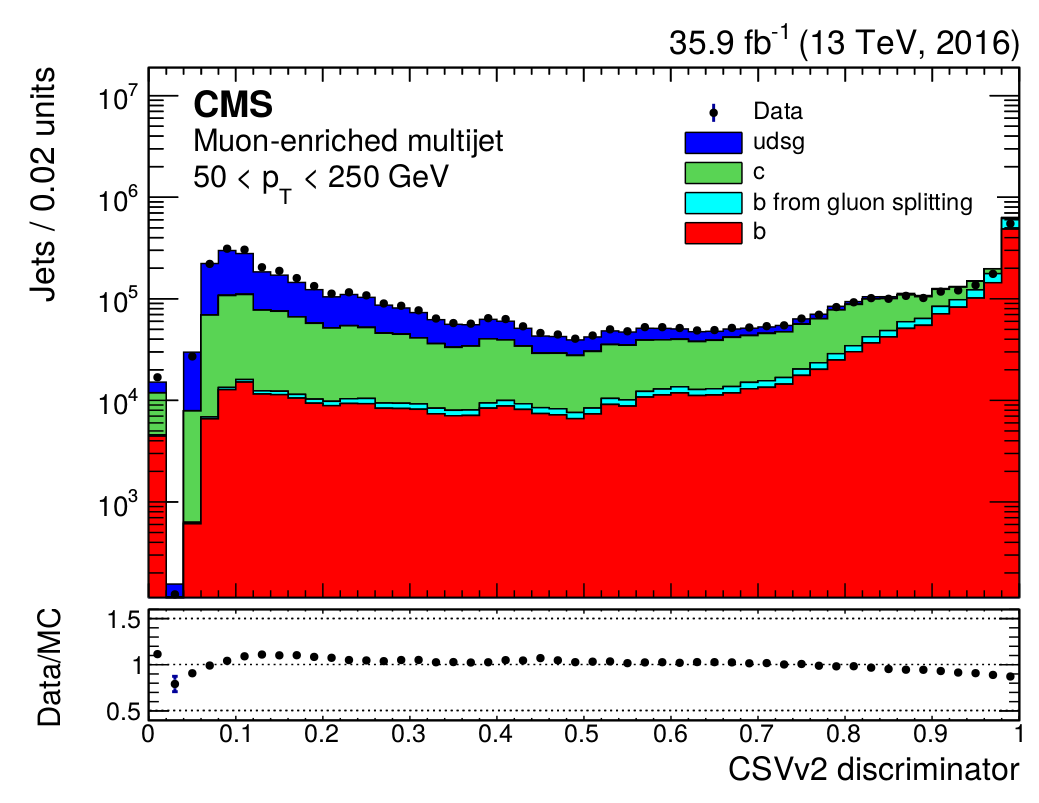 35.9 fb⁻¹ (13 TeV, 2016)
Jets / 0.02 units
10⁷
10⁶
10⁵
10⁴
10³
CMS
Muon-enriched multijet
50 < p_T < 250 GeV
Data
udsg
c
b from gluon splitting
b
Data/MC
1.5
1
0.5
0 0.1 0.2 0.3 0.4 0.5 0.6 0.7 0.8 0.9 1
CSVv2 discriminator